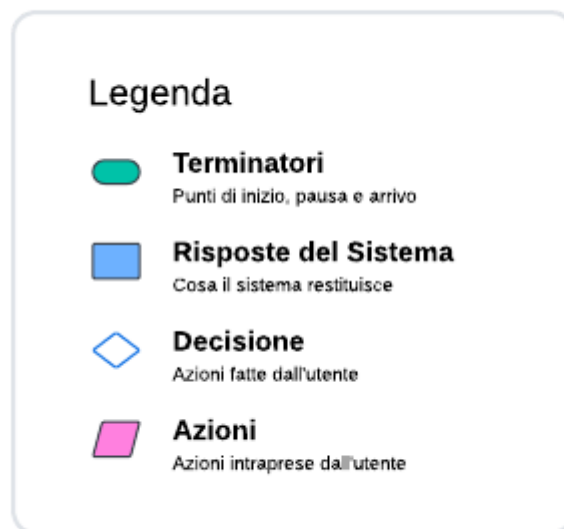 Legenda
Terminatori
Punti di inizio, pausa e arrivo
Risposte del Sistema
Cosa il sistema restituisce
Decisione
Azioni fatte dall'utente
Azioni
Azioni intraprese dall'utente